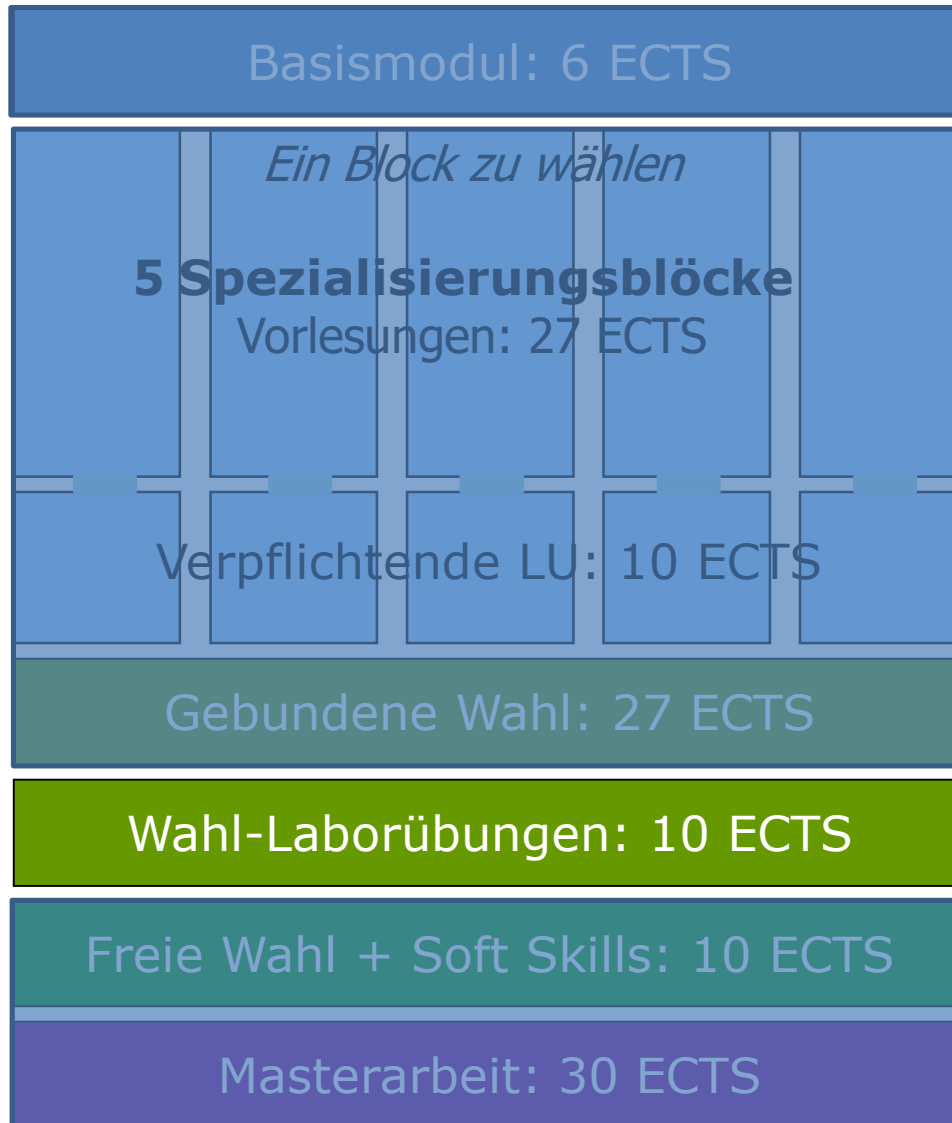 Basismodul: 6 ECTS
Ein Block zu wählen
5 Spezialisierungsblöcke
Vorlesungen: 27 ECTS
Verpflichtende LU: 10 ECTS
Gebundene Wahl: 27 ECTS
Wahl-Laborübungen: 10 ECTS
Freie Wahl + Soft Skills: 10 ECTS
Masterarbeit: 30 ECTS